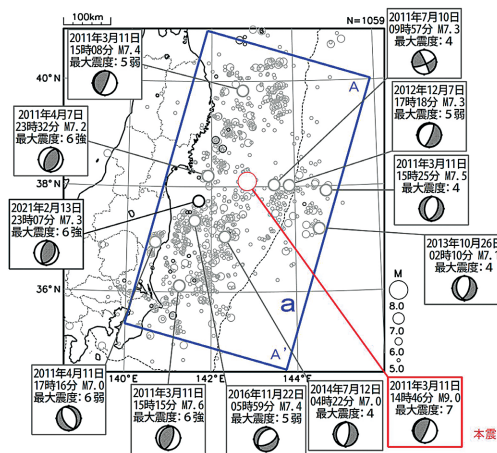 100km
N=1059
2011年3月11日
15時08分 M7.4
最大震度：5弱
2011年7月10日
09時57分 M7.3
最大震度：4
40°N
A
2012年12月7日
17時18分 M7.3
最大震度：5弱
2011年4月7日
23時32分 M7.2
最大震度：6強
2011年3月11日
15時25分 M7.5
最大震度：4
38°N
2021年2月13日
23時07分 M7.3
最大震度：6強
2013年10月26日
02時10分 M7.1
最大震度：4
36°N
a
A'
M
8.0
7.0
6.0
5.0
140°E
142°E
144°E
2011年4月11日
17時16分 M7.0
最大震度：6弱
2011年3月11日
15時15分 M7.6
最大震度：6強
2016年11月22日
05時59分 M7.4
最大震度：5弱
2014年7月12日
04時22分 M7.0
最大震度：4
2011年3月11日
14時46分 M9.0
最大震度：7
本震